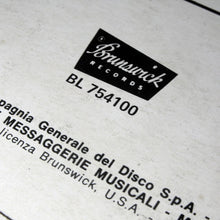 Brunswick
RECORDS
BL 754100
pagnia Generale del Disco S.P.A.
MESSAGGERIE MUSICALI -
licenza Brunswick, U.S.A.